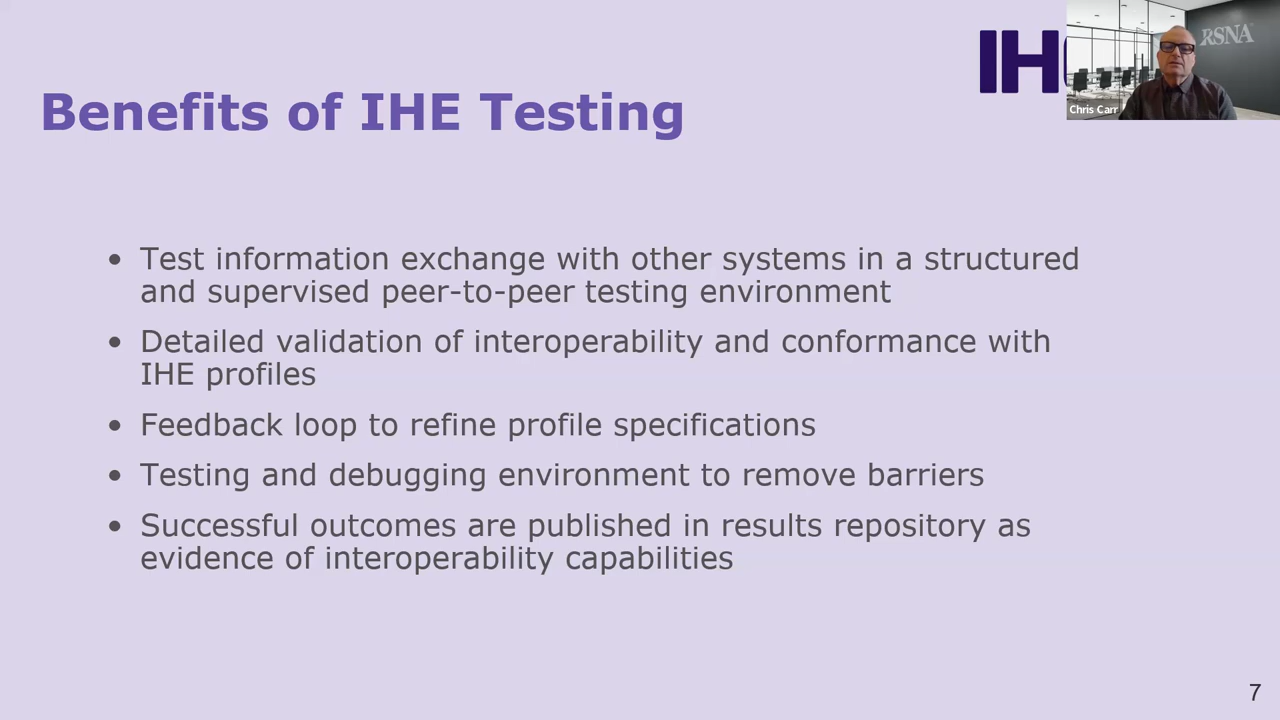 IH
RSNA
Chris Carr
Benefits of IHE Testing
• Test information exchange with other systems in a structured
and supervised peer-to-peer testing environment
• Detailed validation of interoperability and conformance with
IHE profiles
• Feedback loop to refine profile specifications
• Testing and debugging environment to remove barriers
• Successful outcomes are published in results repository as
evidence of interoperability capabilities
7